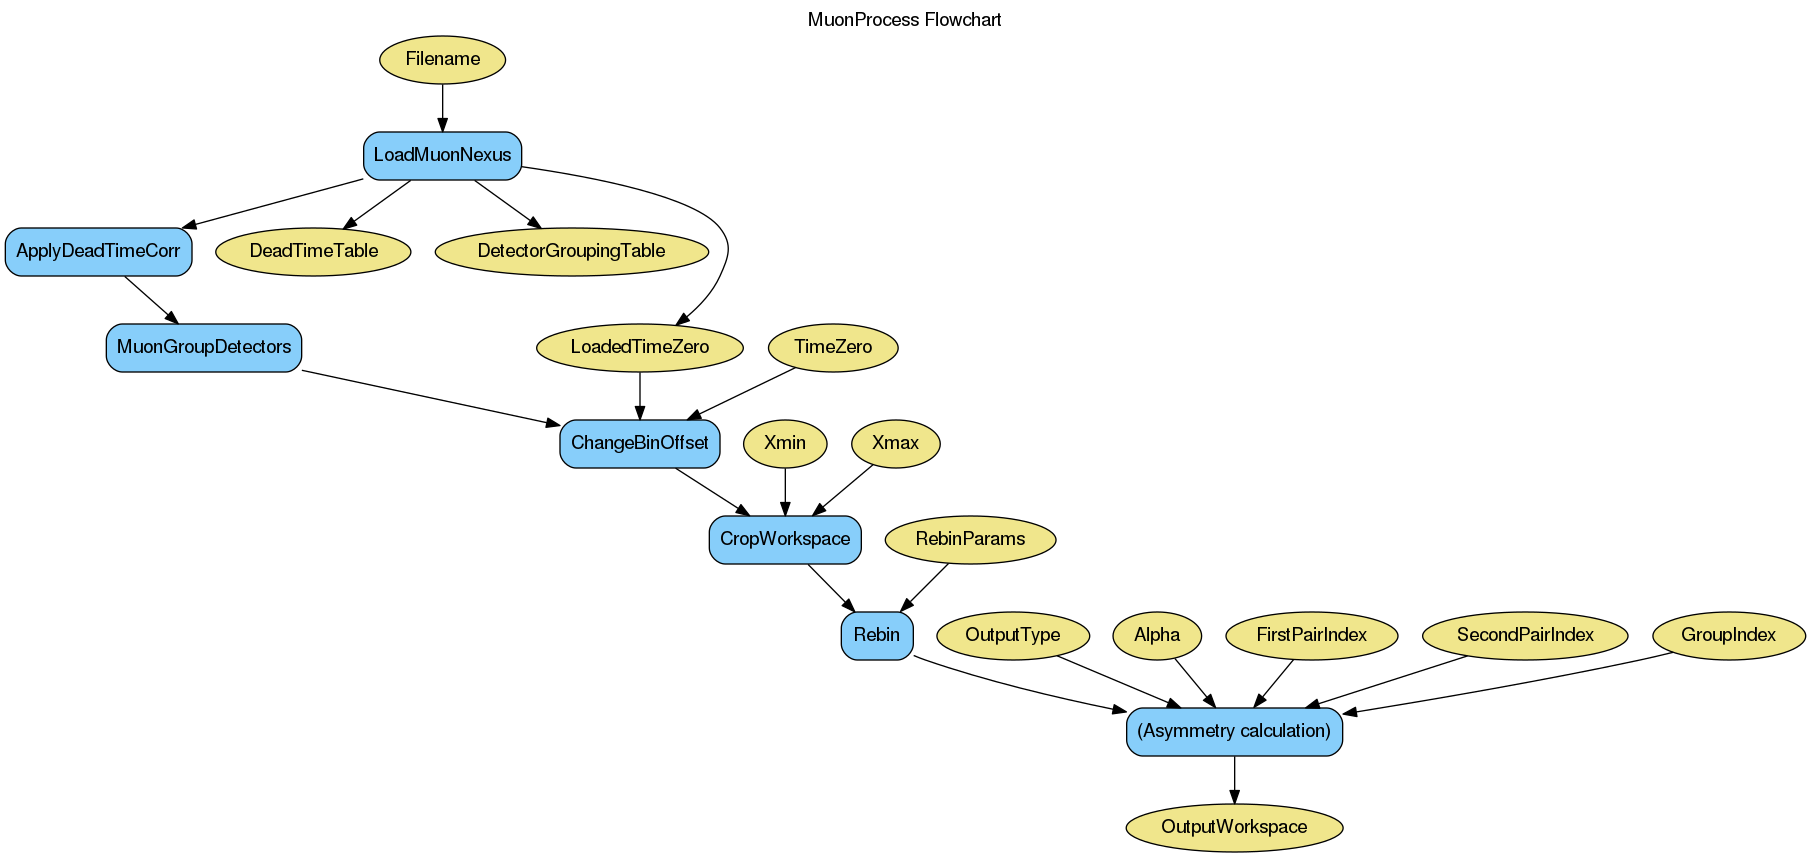 MuonProcess Flowchart
Filename
LoadMuonNexus
ApplyDeadTimeCorr
DeadTimeTable
DetectorGroupingTable
MuonGroupDetectors
LoadedTimeZero
TimeZero
ChangeBinOffset
Xmin
Xmax
CropWorkspace
RebinParams
Rebin
OutputType
Alpha
FirstPairIndex
SecondPairIndex
GroupIndex
(Asymmetry calculation)
OutputWorkspace